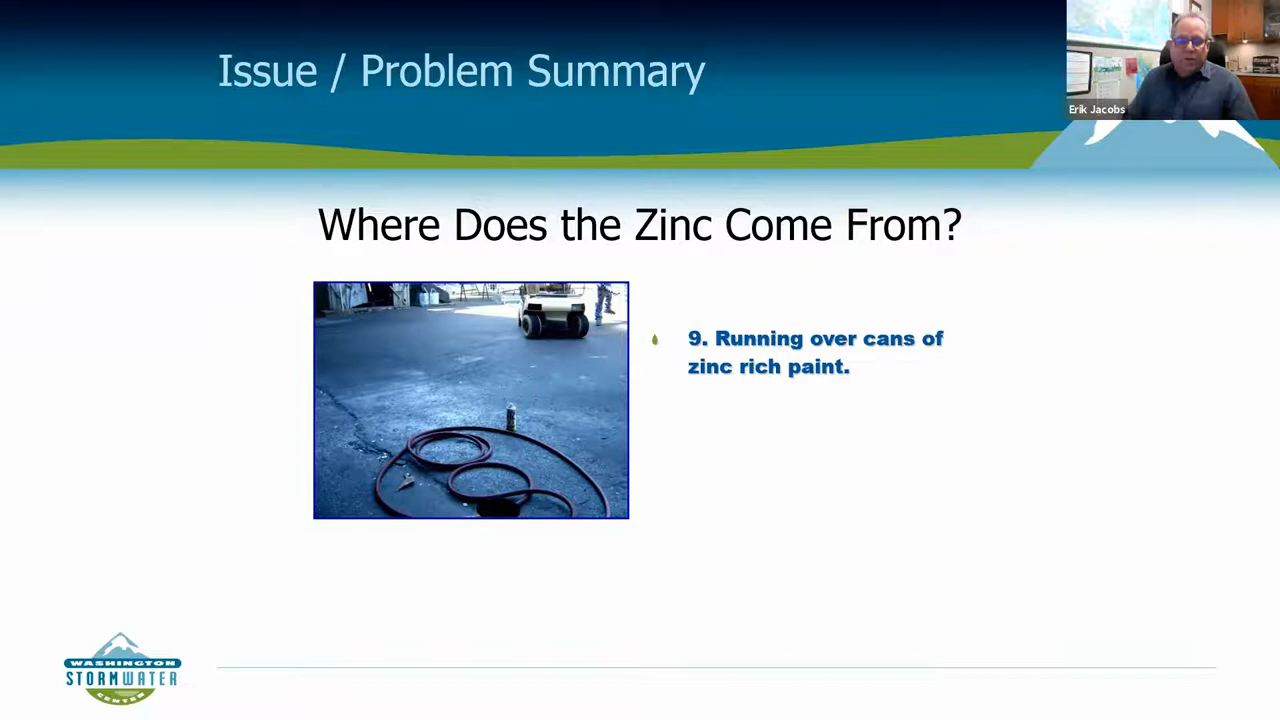 Issue / Problem Summary
Erik Jacobs
Where Does the Zinc Come From?
9. Running over cans of
zinc rich paint.
WASHINGTON
STORMWATER
CENTER